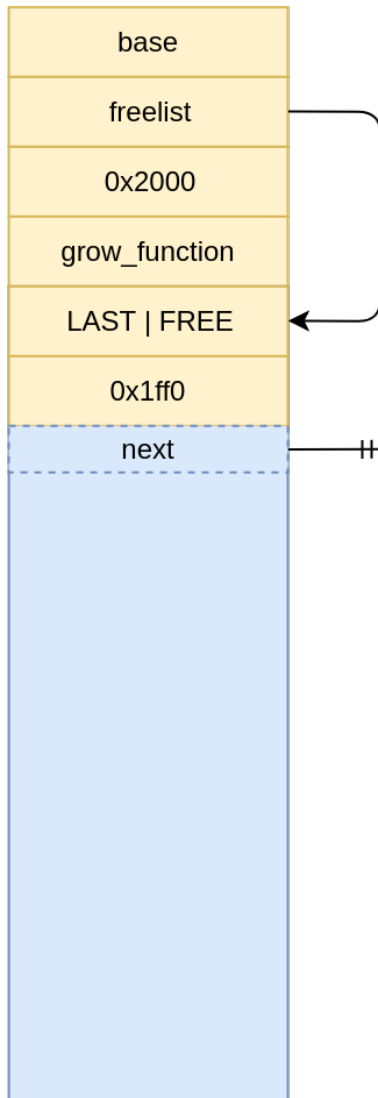 base
freelist
0x2000
grow_function
LAST | FREE
0x1ff0
next